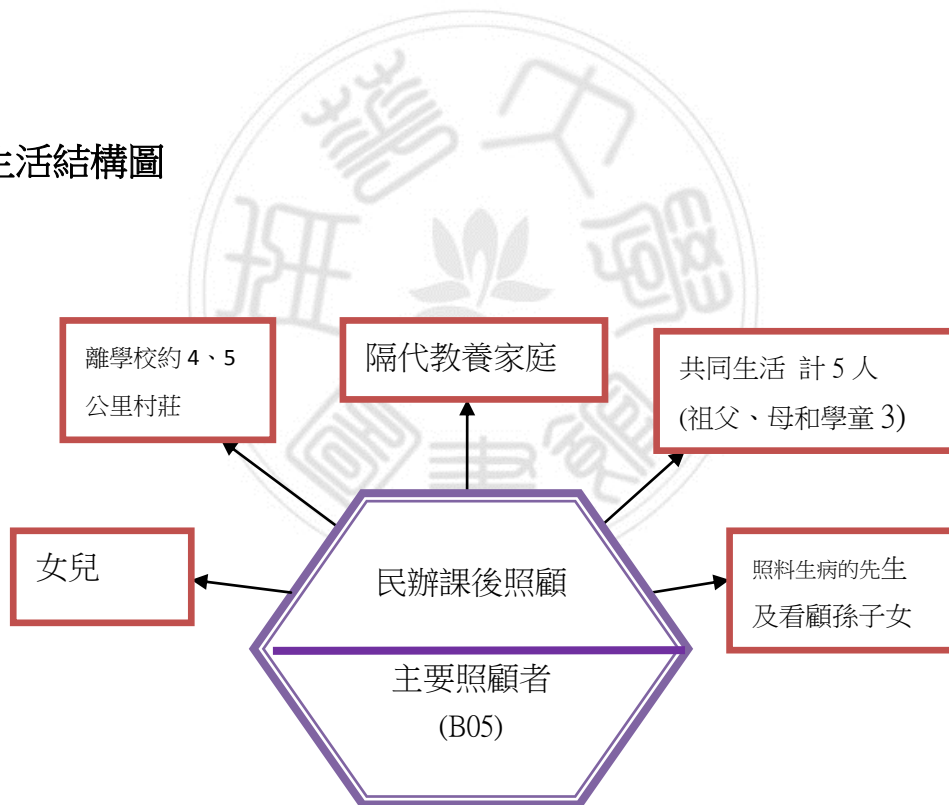 生活結構圖
離學校約 4、5
公里村莊
隔代教養家庭
共同生活 計 5 人
(祖父、母和學童 3)
女兒
照料生病的先生
及看顧孫子女
民辦課後照顧
主要照顧者
(B05)